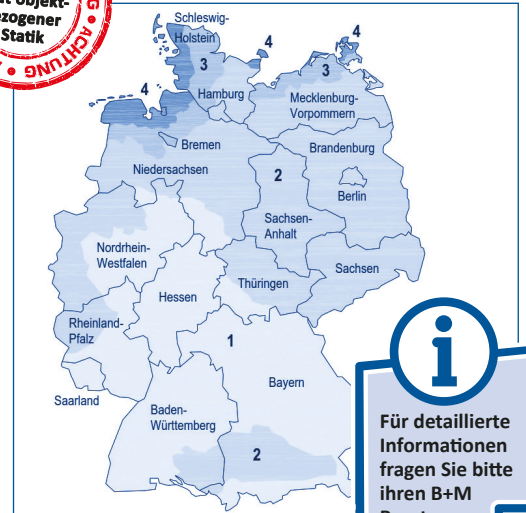 t objekt-
ezogener
Statik
G • ACHTUNG •
Schleswig-
Holstein
4
4
3
3
4
Hamburg
Mecklenburg-
Vorpommern
Bremen
Brandenburg
Niedersachsen
2
Berlin
Sachsen-
Anhalt
Nordrhein-
Westfalen
Sachsen
Thüringen
Hessen
Rheinland-
Pfalz
1
Saarland
Bayern
Baden-
Württemberg
2
i
Für detaillierte
Informationen
fragen Sie bitte
ihren B+M